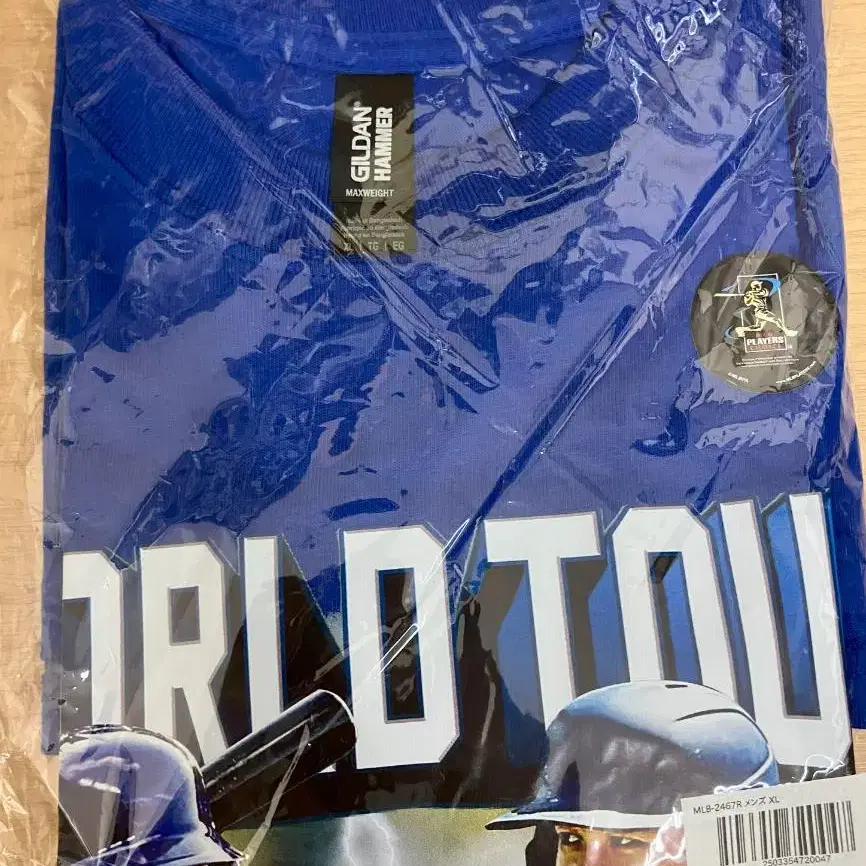 GILDAN®
HAMMER
MAXWEIGHT
XL | TG | EG
PLAYERS
ORLD TOU
MLB-2467R メンズ XL
2503354720047